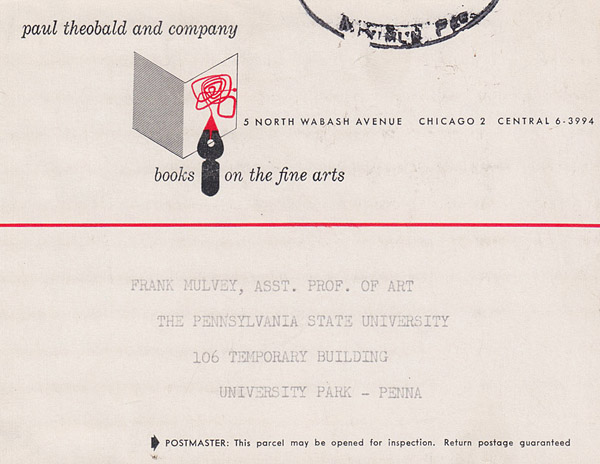 paul theobald and company
5 NORTH WABASH AVENUE CHICAGO 2 CENTRAL 6-3994
books on the fine arts
FRANK MULVEY, ASST. PROF. OF ART
THE PENNSYLVANIA STATE UNIVERSITY
106 TEMPORARY BUILDING
UNIVERSITY PARK - PENNA
POSTMASTER: This parcel may be opened for inspection. Return postage guaranteed